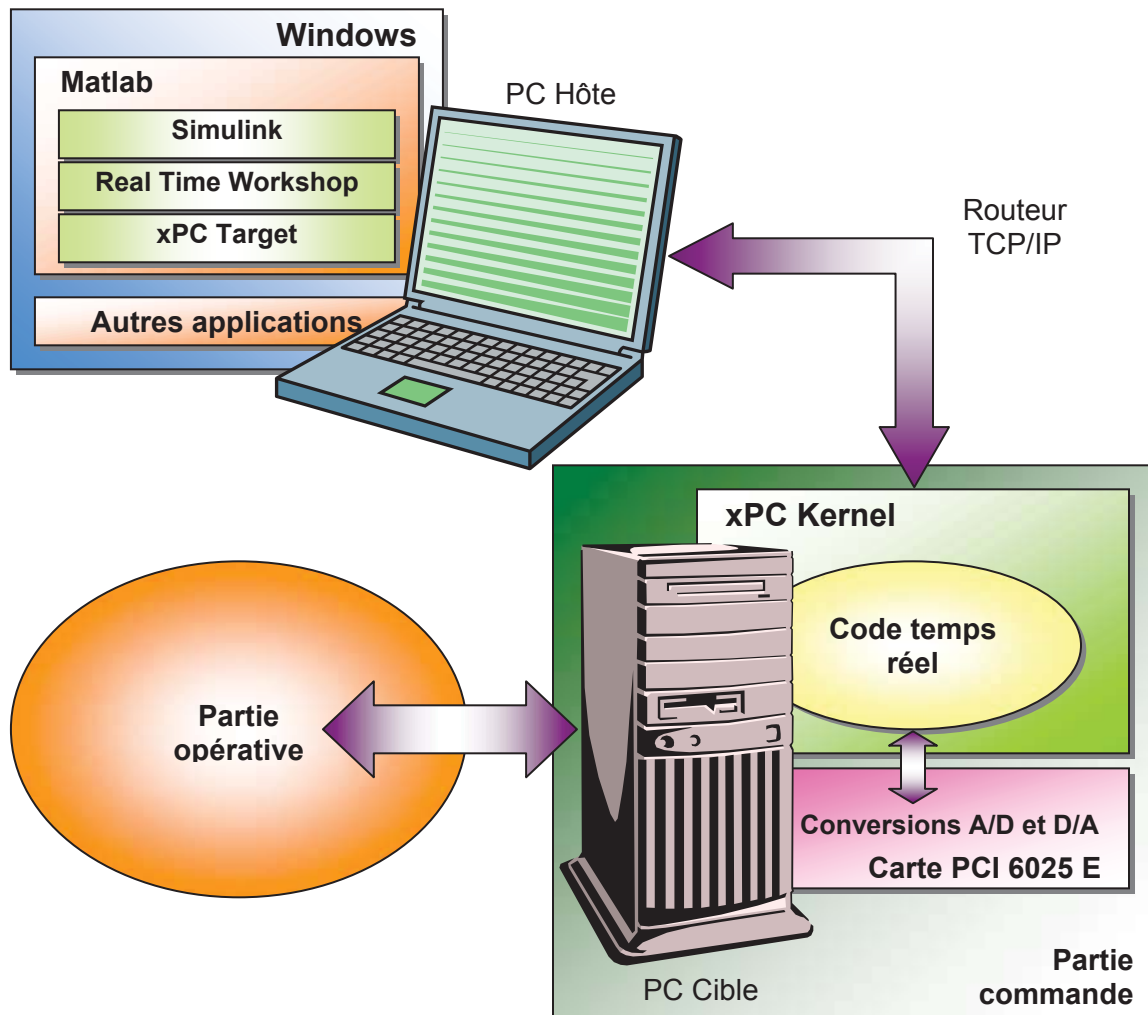 Windows
Matlab
Simulink
Real Time Workshop
xPC Target
Autres applications
PC Hôte
Routeur
TCP/IP
xPC Kernel
Code temps
réel
Partie
opérative
Conversions A/D et D/A
Carte PCI 6025 E
PC Cible
Partie
commande